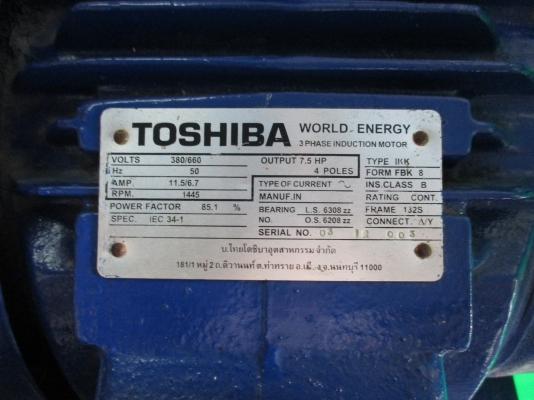 TOSHIBA WORLD ENERGY
3 PHASE INDUCTION MOTOR
VOLTS 380/660
Hz 50
AMP. 11.5/6.7
RPM. 1445
POWER FACTOR 85.1 %
SPEC. IEC 34-1
OUTPUT 7.5 HP
4 POLES
TYPE OF CURRENT ~
MANUF.IN
BEARING L.S. 6308 zz
NO. O.S. 6208 zz
SERIAL NO. 03 12 003
TYPE IKK
FORM FBK 8
INS.CLASS B
RATING CONT.
FRAME 132S
CONNECT. /Y
บ.ไทยโตชิบาอุตสาหกรรมจำกัด
181/1 หมู่ 2 ถ.ติวานนท์ ต.ท่าทราย อ.เมือง จ.นนทบุรี 11000